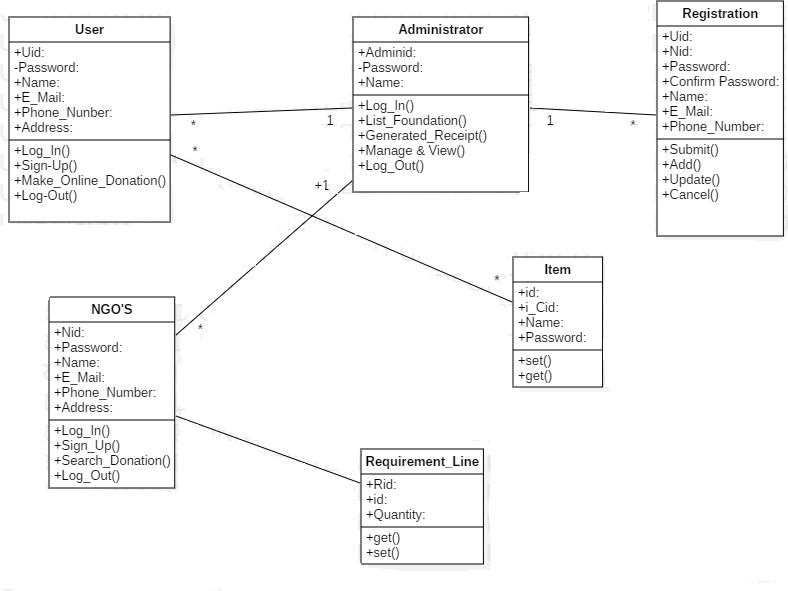 User
+Uid:
-Password:
+Name:
+E_Mail:
+Phone_Nunber:
+Address:
+Log_In()
+Sign-Up()
+Make_Online_Donation()
+Log-Out()
Administrator
+Adminid:
-Password:
+Name:
+Log_In()
+List_Foundation()
+Generated_Receipt()
+Manage & View()
+Log_Out()
Registration
+Uid:
+Nid:
+Password:
+Confirm Password:
+Name:
+E_Mail:
+Phone_Number:
+Submit()
+Add()
+Update()
+Cancel()
*
1
1
*
*
+1
*
*
Item
+id:
+i_Cid:
+Name:
+Password:
+set()
+get()
NGO'S
+Nid:
+Password:
+Name:
+E_Mail:
+Phone_Number:
+Address:
+Log_In()
+Sign_Up()
+Search_Donation()
+Log_Out()
Requirement_Line
+Rid:
+id:
+Quantity:
+get()
+set()